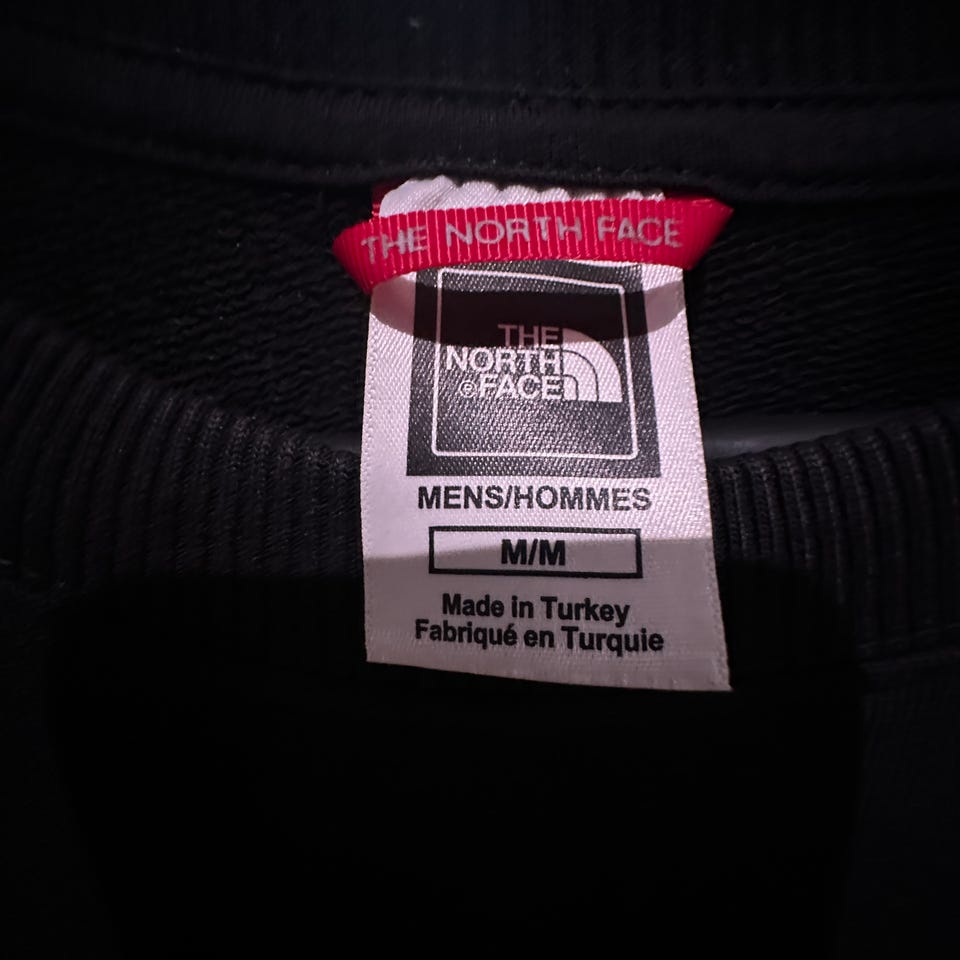 THE NORTH FACE
THE
NORTH
®FACE
MENS/HOMMES
M/M
Made in Turkey
Fabriqué en Turquie